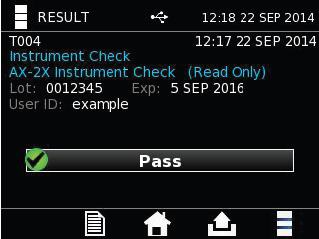 RESULT 12:18 22 SEP 2014
T004 12:17 22 SEP 2014
Instrument Check
AX-2X Instrument Check (Read Only)
Lot: 0012345 Exp: 5 SEP 2016
User ID: example
Pass